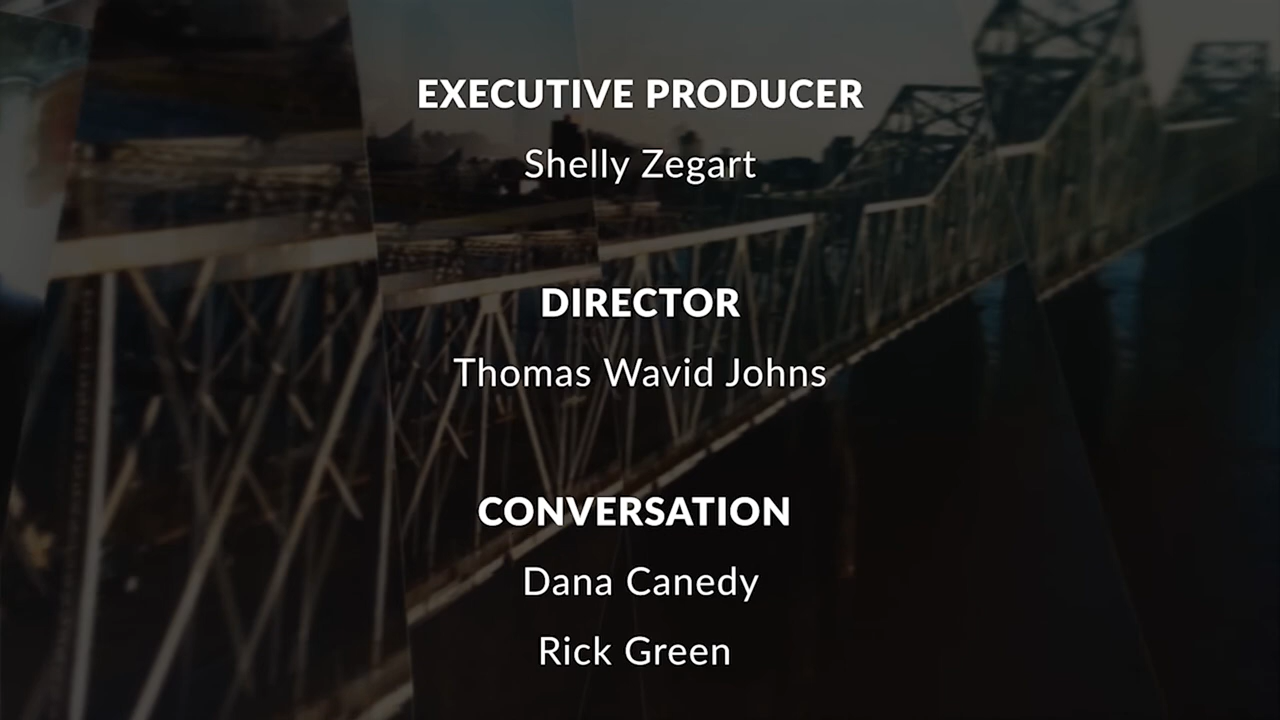 EXECUTIVE PRODUCER
Shelly Zegart
DIRECTOR
Thomas Wavid Johns
CONVERSATION
Dana Canedy
Rick Green